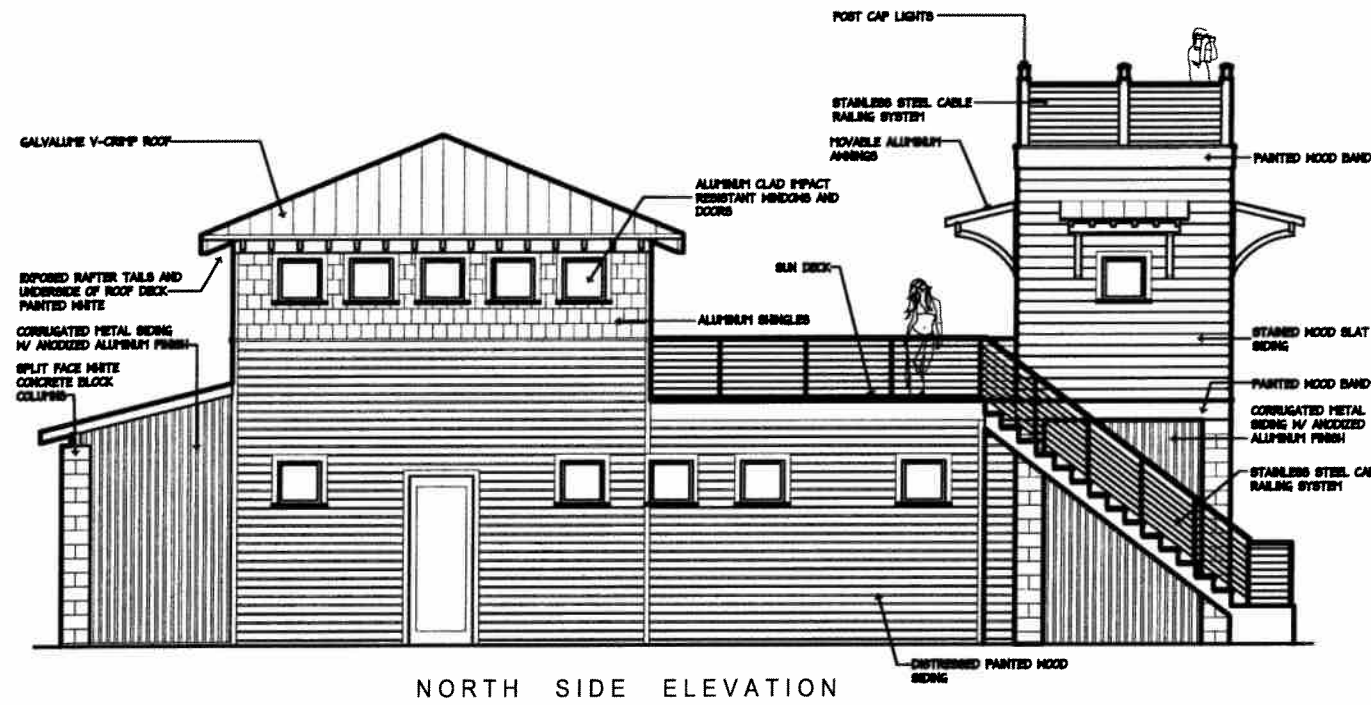 POST CAP LIGHTS
STAINLESS STEEL CABLE
RAILING SYSTEM
GALVALUME V-CRIMP ROOF
MOVABLE ALUMINUM
AWNINGS
PAINTED WOOD BAND
ALUMINUM CLAD IMPACT
RESISTANT WINDOWS AND
DOORS
SUN DECK
EXPOSED RAFTER TAILS AND
UNDERSIDE OF ROOF DECK
PAINTED WHITE
ALUMINUM SHINGLES
CORRUGATED METAL SIDING
W/ ANODIZED ALUMINUM FINISH
STAINED WOOD SLAT
SIDING
SPLIT FACE WHITE
CONCRETE BLOCK
COLUMNS
PAINTED WOOD BAND
CORRUGATED METAL
SIDING W/ ANODIZED
ALUMINUM FINISH
STAINLESS STEEL CA
RAILING SYSTEM
DISTRESSED PAINTED WOOD
SIDING
NORTH SIDE ELEVATION